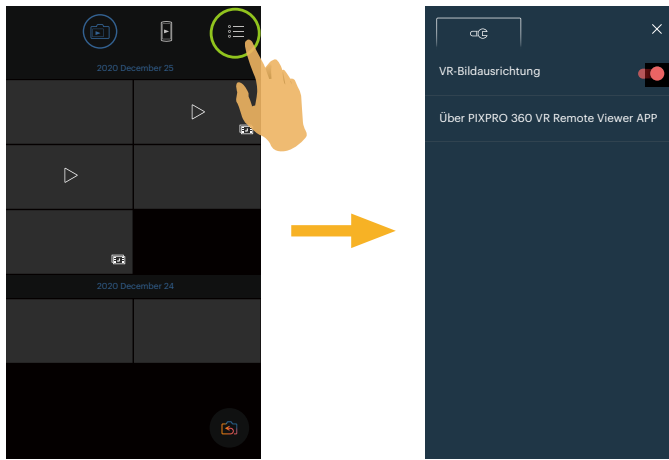 2020 December 25
2020 December 24
VR-Bildausrichtung
Über PIXPRO 360 VR Remote Viewer APP